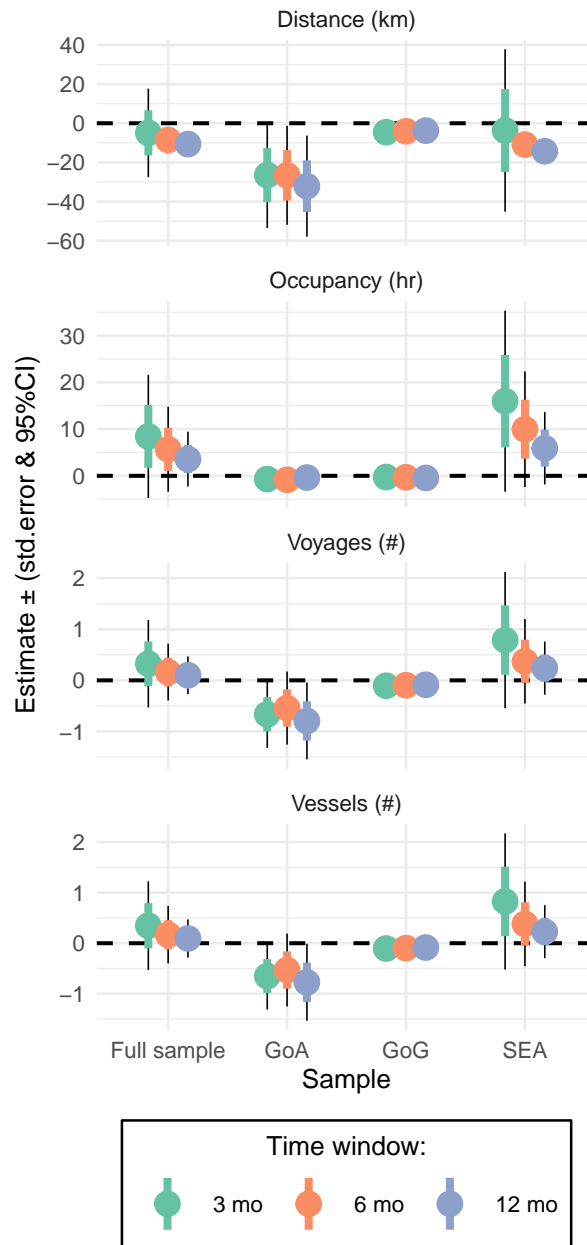 Distance (km)
40
20
0
−20
−40
−60
Occupancy (hr)
30
20
10
0
Voyages (#)
2
1
0
−1
Vessels (#)
2
1
0
−1
Estimate ± (std.error & 95%CI)
Full sample GoA GoG SEA
Sample
Time window:
3 mo 6 mo 12 mo